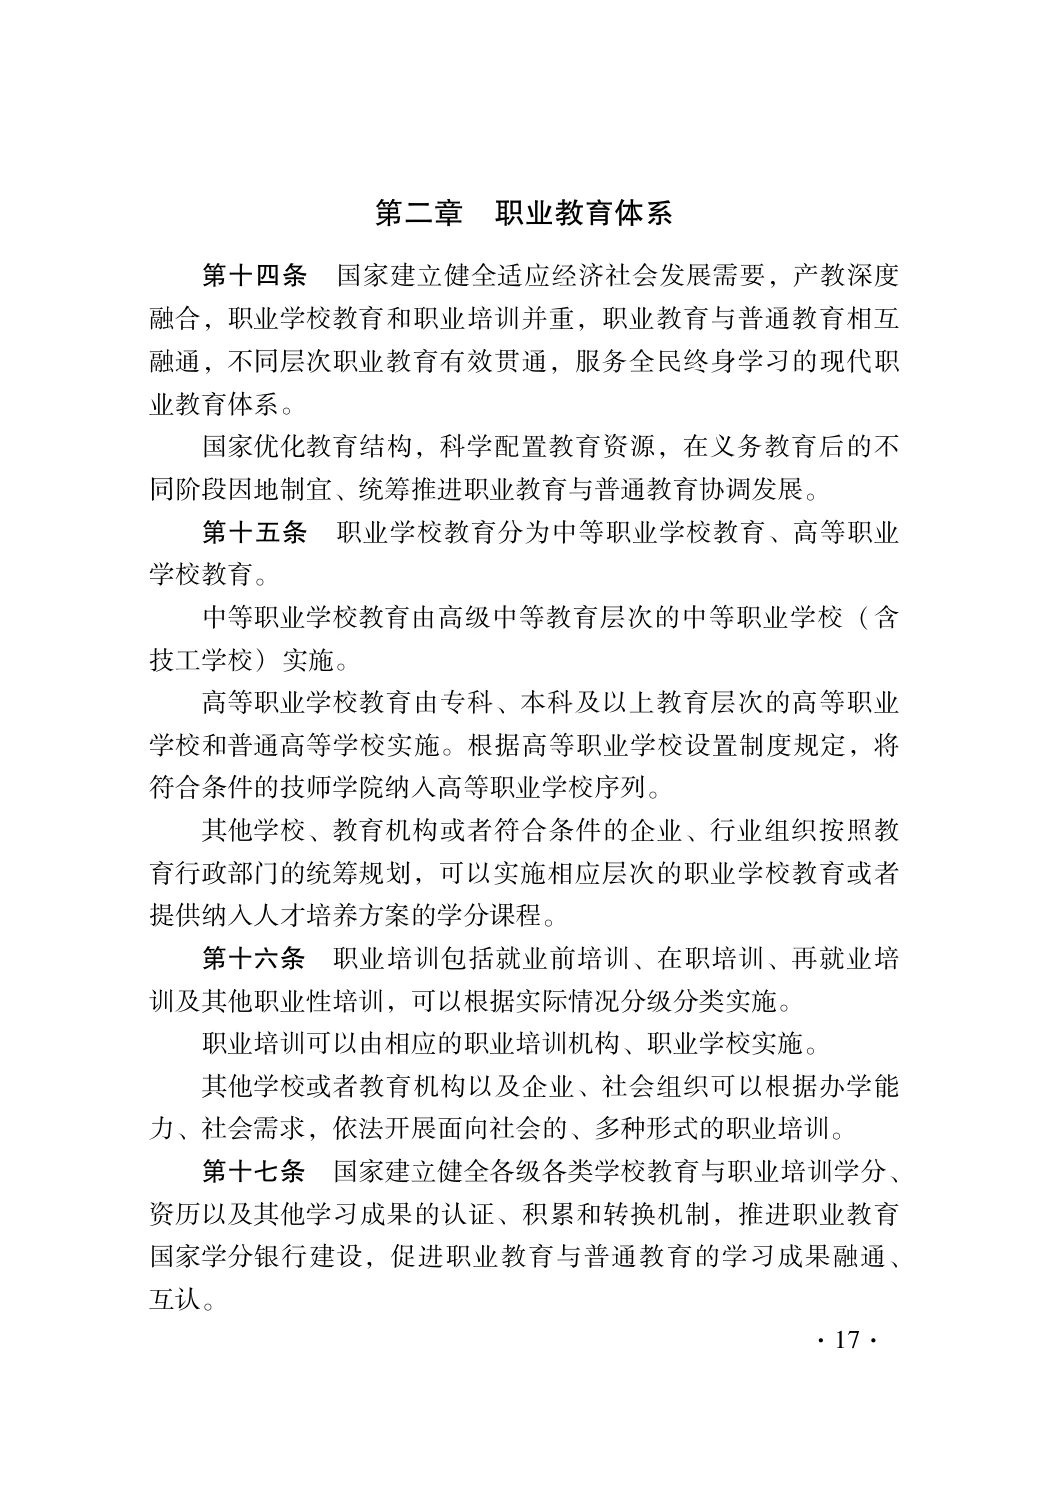 第二章　职业教育体系
第十四条　国家建立健全适应经济社会发展需要，产教深度
融合，职业学校教育和职业培训并重，职业教育与普通教育相互
融通，不同层次职业教育有效贯通，服务全民终身学习的现代职
业教育体系。
国家优化教育结构，科学配置教育资源，在义务教育后的不
同阶段因地制宜、统筹推进职业教育与普通教育协调发展。
第十五条　职业学校教育分为中等职业学校教育、高等职业
学校教育。
中等职业学校教育由高级中等教育层次的中等职业学校（含
技工学校）实施。
高等职业学校教育由专科、本科及以上教育层次的高等职业
学校和普通高等学校实施。根据高等职业学校设置制度规定，将
符合条件的技师学院纳入高等职业学校序列。
其他学校、教育机构或者符合条件的企业、行业组织按照教
育行政部门的统筹规划，可以实施相应层次的职业学校教育或者
提供纳入人才培养方案的学分课程。
第十六条　职业培训包括就业前培训、在职培训、再就业培
训及其他职业性培训，可以根据实际情况分级分类实施。
职业培训可以由相应的职业培训机构、职业学校实施。
其他学校或者教育机构以及企业、社会组织可以根据办学能
力、社会需求，依法开展面向社会的、多种形式的职业培训。
第十七条　国家建立健全各级各类学校教育与职业培训学分、
资历以及其他学习成果的认证、积累和转换机制，推进职业教育
国家学分银行建设，促进职业教育与普通教育的学习成果融通、
互认。
· 17 ·